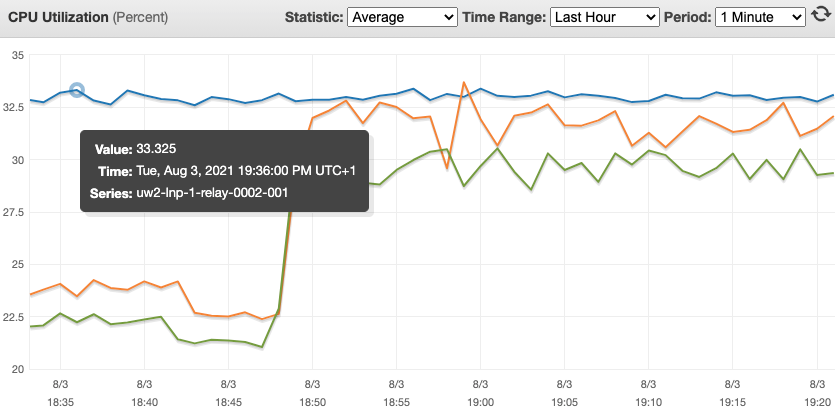 CPU Utilization (Percent) Statistic: Average Time Range: Last Hour Period: 1 Minute
35
32.5
30
27.5
25
22.5
20
Value: 33.325
Time: Tue, Aug 3, 2021 19:36:00 PM UTC+1
Series: uw2-lnp-1-relay-0002-001
8/3 8/3 8/3 8/3 8/3 8/3 8/3 8/3 8/3 8/3
18:35 18:40 18:45 18:50 18:55 19:00 19:05 19:10 19:15 19:20